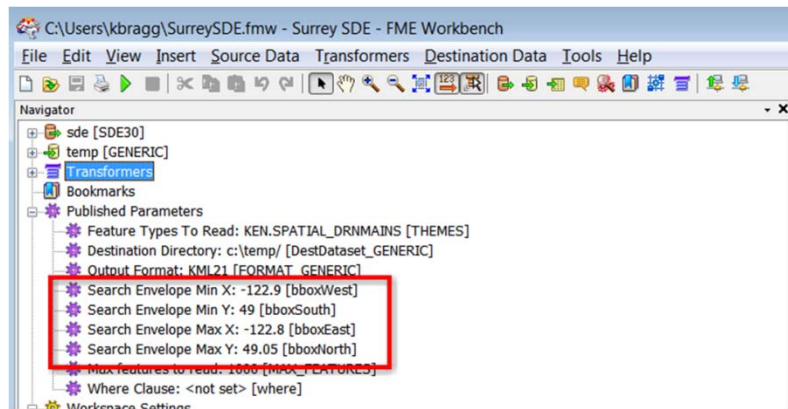 C:\Users\kbragg\SurreySDE.fmw - Surrey SDE - FME Workbench
File Edit View Insert Source Data Transformers Destination Data Tools Help
Navigator
sde [SDE30]
temp [GENERIC]
Transformers
Bookmarks
Published Parameters
Feature Types To Read: KEN.SPATIAL_DRNMAINS [THEMES]
Destination Directory: c:\temp/ [DestDataset_GENERIC]
Output Format: KML21 [FORMAT_GENERIC]
Search Envelope Min X: -122.9 [bboxWest]
Search Envelope Min Y: 49 [bboxSouth]
Search Envelope Max X: -122.8 [bboxEast]
Search Envelope Max Y: 49.05 [bboxNorth]
Max features to read: 1000 [MAX_FEATURES]
Where Clause: <not set> [where]
Workspace Settings